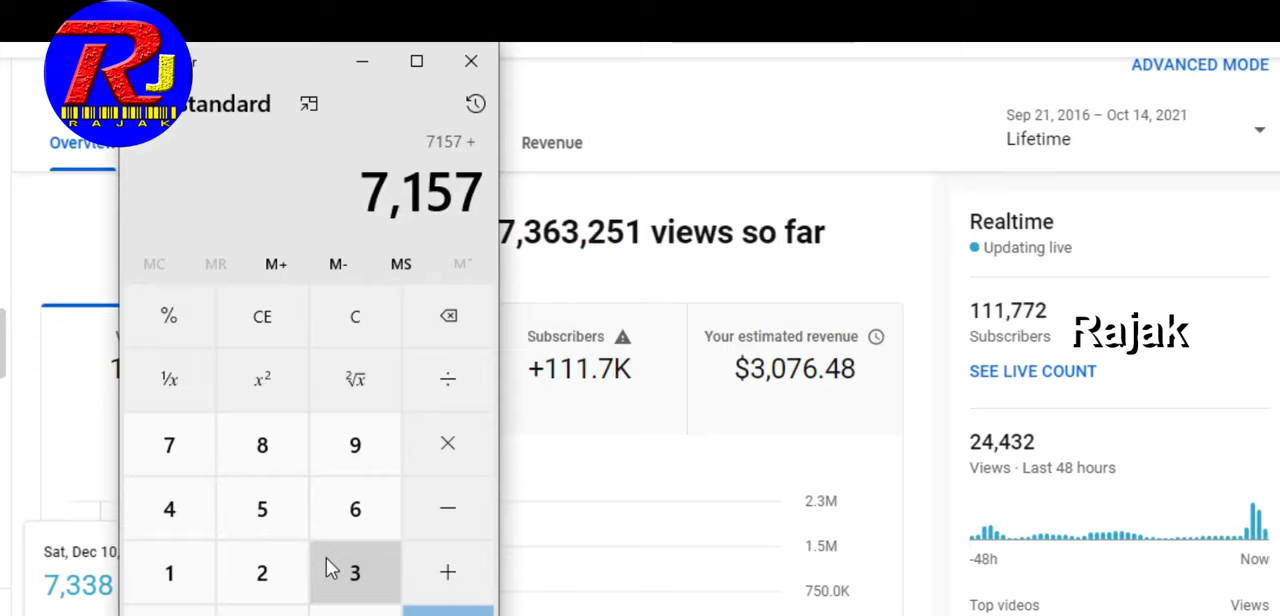 RJ
RAJAK
r
Standard
7157 +
7,157
MC MR M+ M- MS M˅
% CE C
¹/x x² ²√x ÷
7 8 9 ×
4 5 6 −
1 2 3 +
Overview
Revenue
ADVANCED MODE
Sep 21, 2016 – Oct 14, 2021
Lifetime
7,363,251 views so far
Subscribers
+111.7K
Your estimated revenue
$3,076.48
2.3M
1.5M
750.0K
Sat, Dec 10,
7,338
Realtime
Updating live
111,772
Subscribers
Rajak
SEE LIVE COUNT
24,432
Views · Last 48 hours
-48h Now
Top videos Views